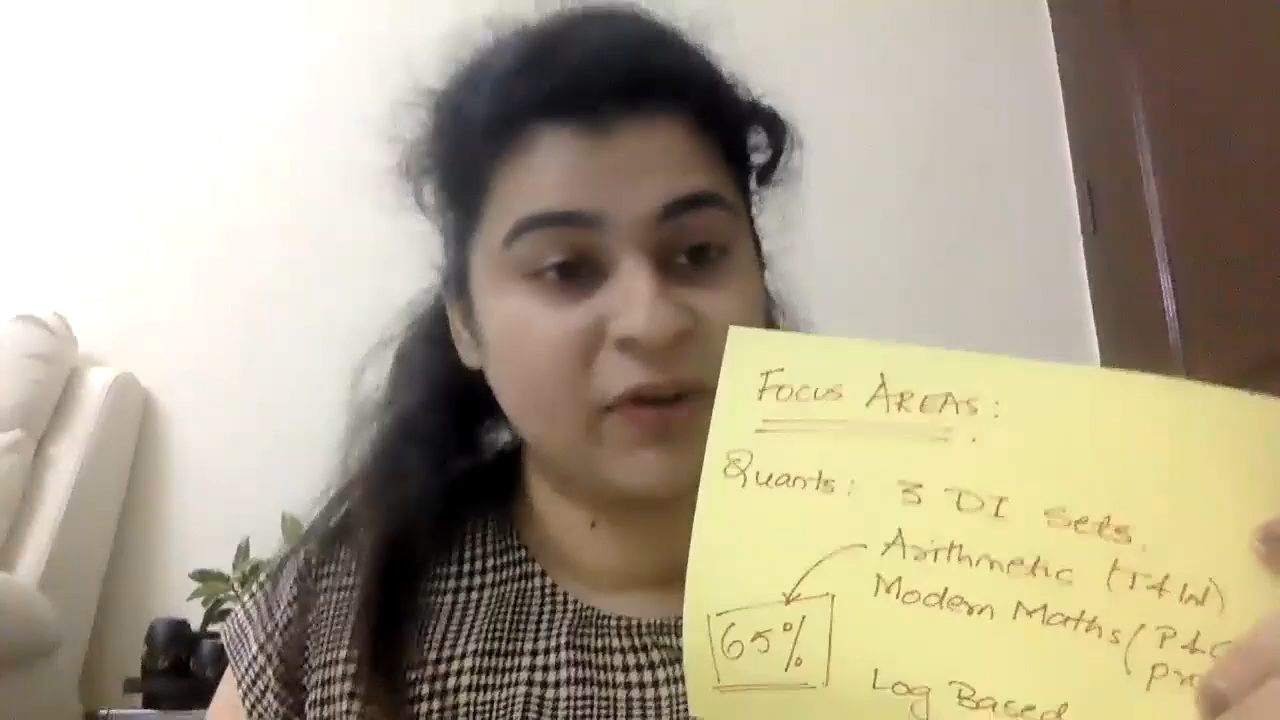 FOCUS AREAS:
Quants: 3 DI Sets.
Arithmetic (T&W)
Modern Maths (P&C
65%
Log Based